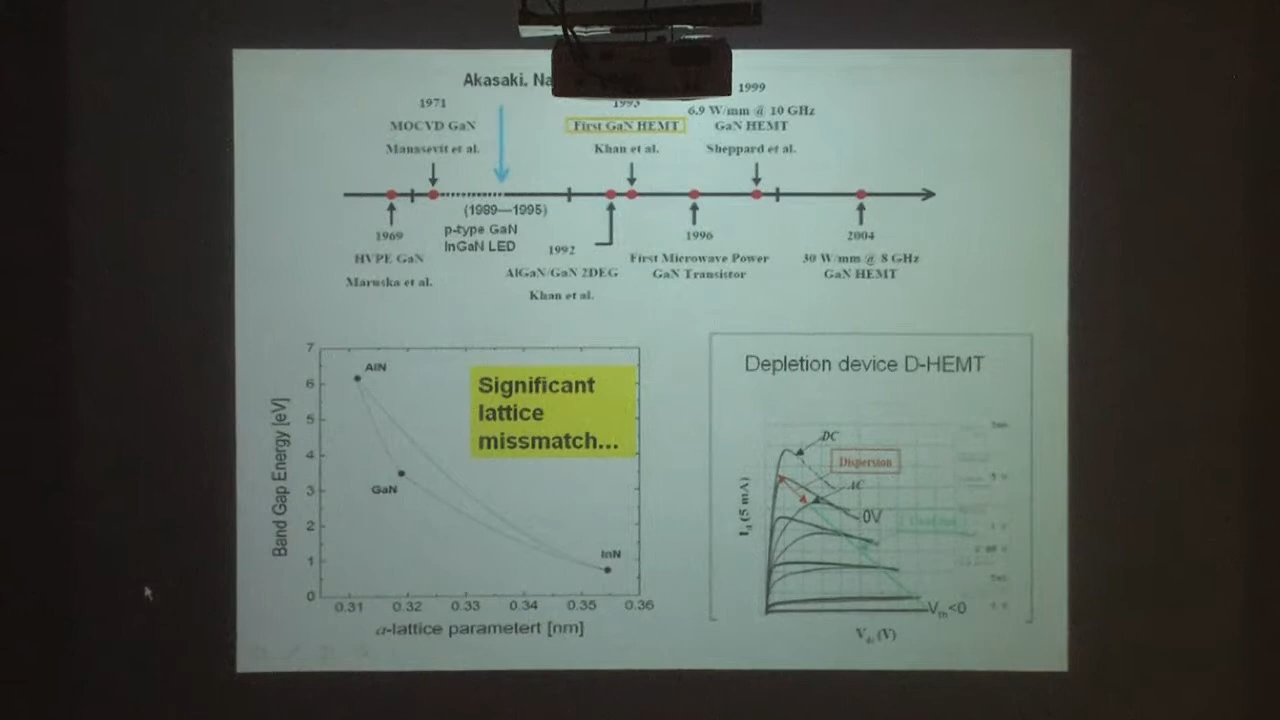 Akasaki, Na
1971
MOCVD GaN
Manasevit et al.
1993
First GaN HEMT
Khan et al.
1999
6.9 W/mm @ 10 GHz
GaN HEMT
Sheppard et al.
(1989—1995)
p-type GaN
InGaN LED
1969
HVPE GaN
Maruska et al.
1992
AlGaN/GaN 2DEG
Khan et al.
1996
First Microwave Power
GaN Transistor
2004
30 W/mm @ 8 GHz
GaN HEMT
7
6
5
4
3
2
1
0
Band Gap Energy [eV]
AlN
GaN
InN
Significant
lattice
missmatch...
0.31 0.32 0.33 0.34 0.35 0.36
a-lattice parametert [nm]
Depletion device D-HEMT
DC
Dispersion
AC
0V
I_d (5 mA)
V_th<0
V_ds (V)